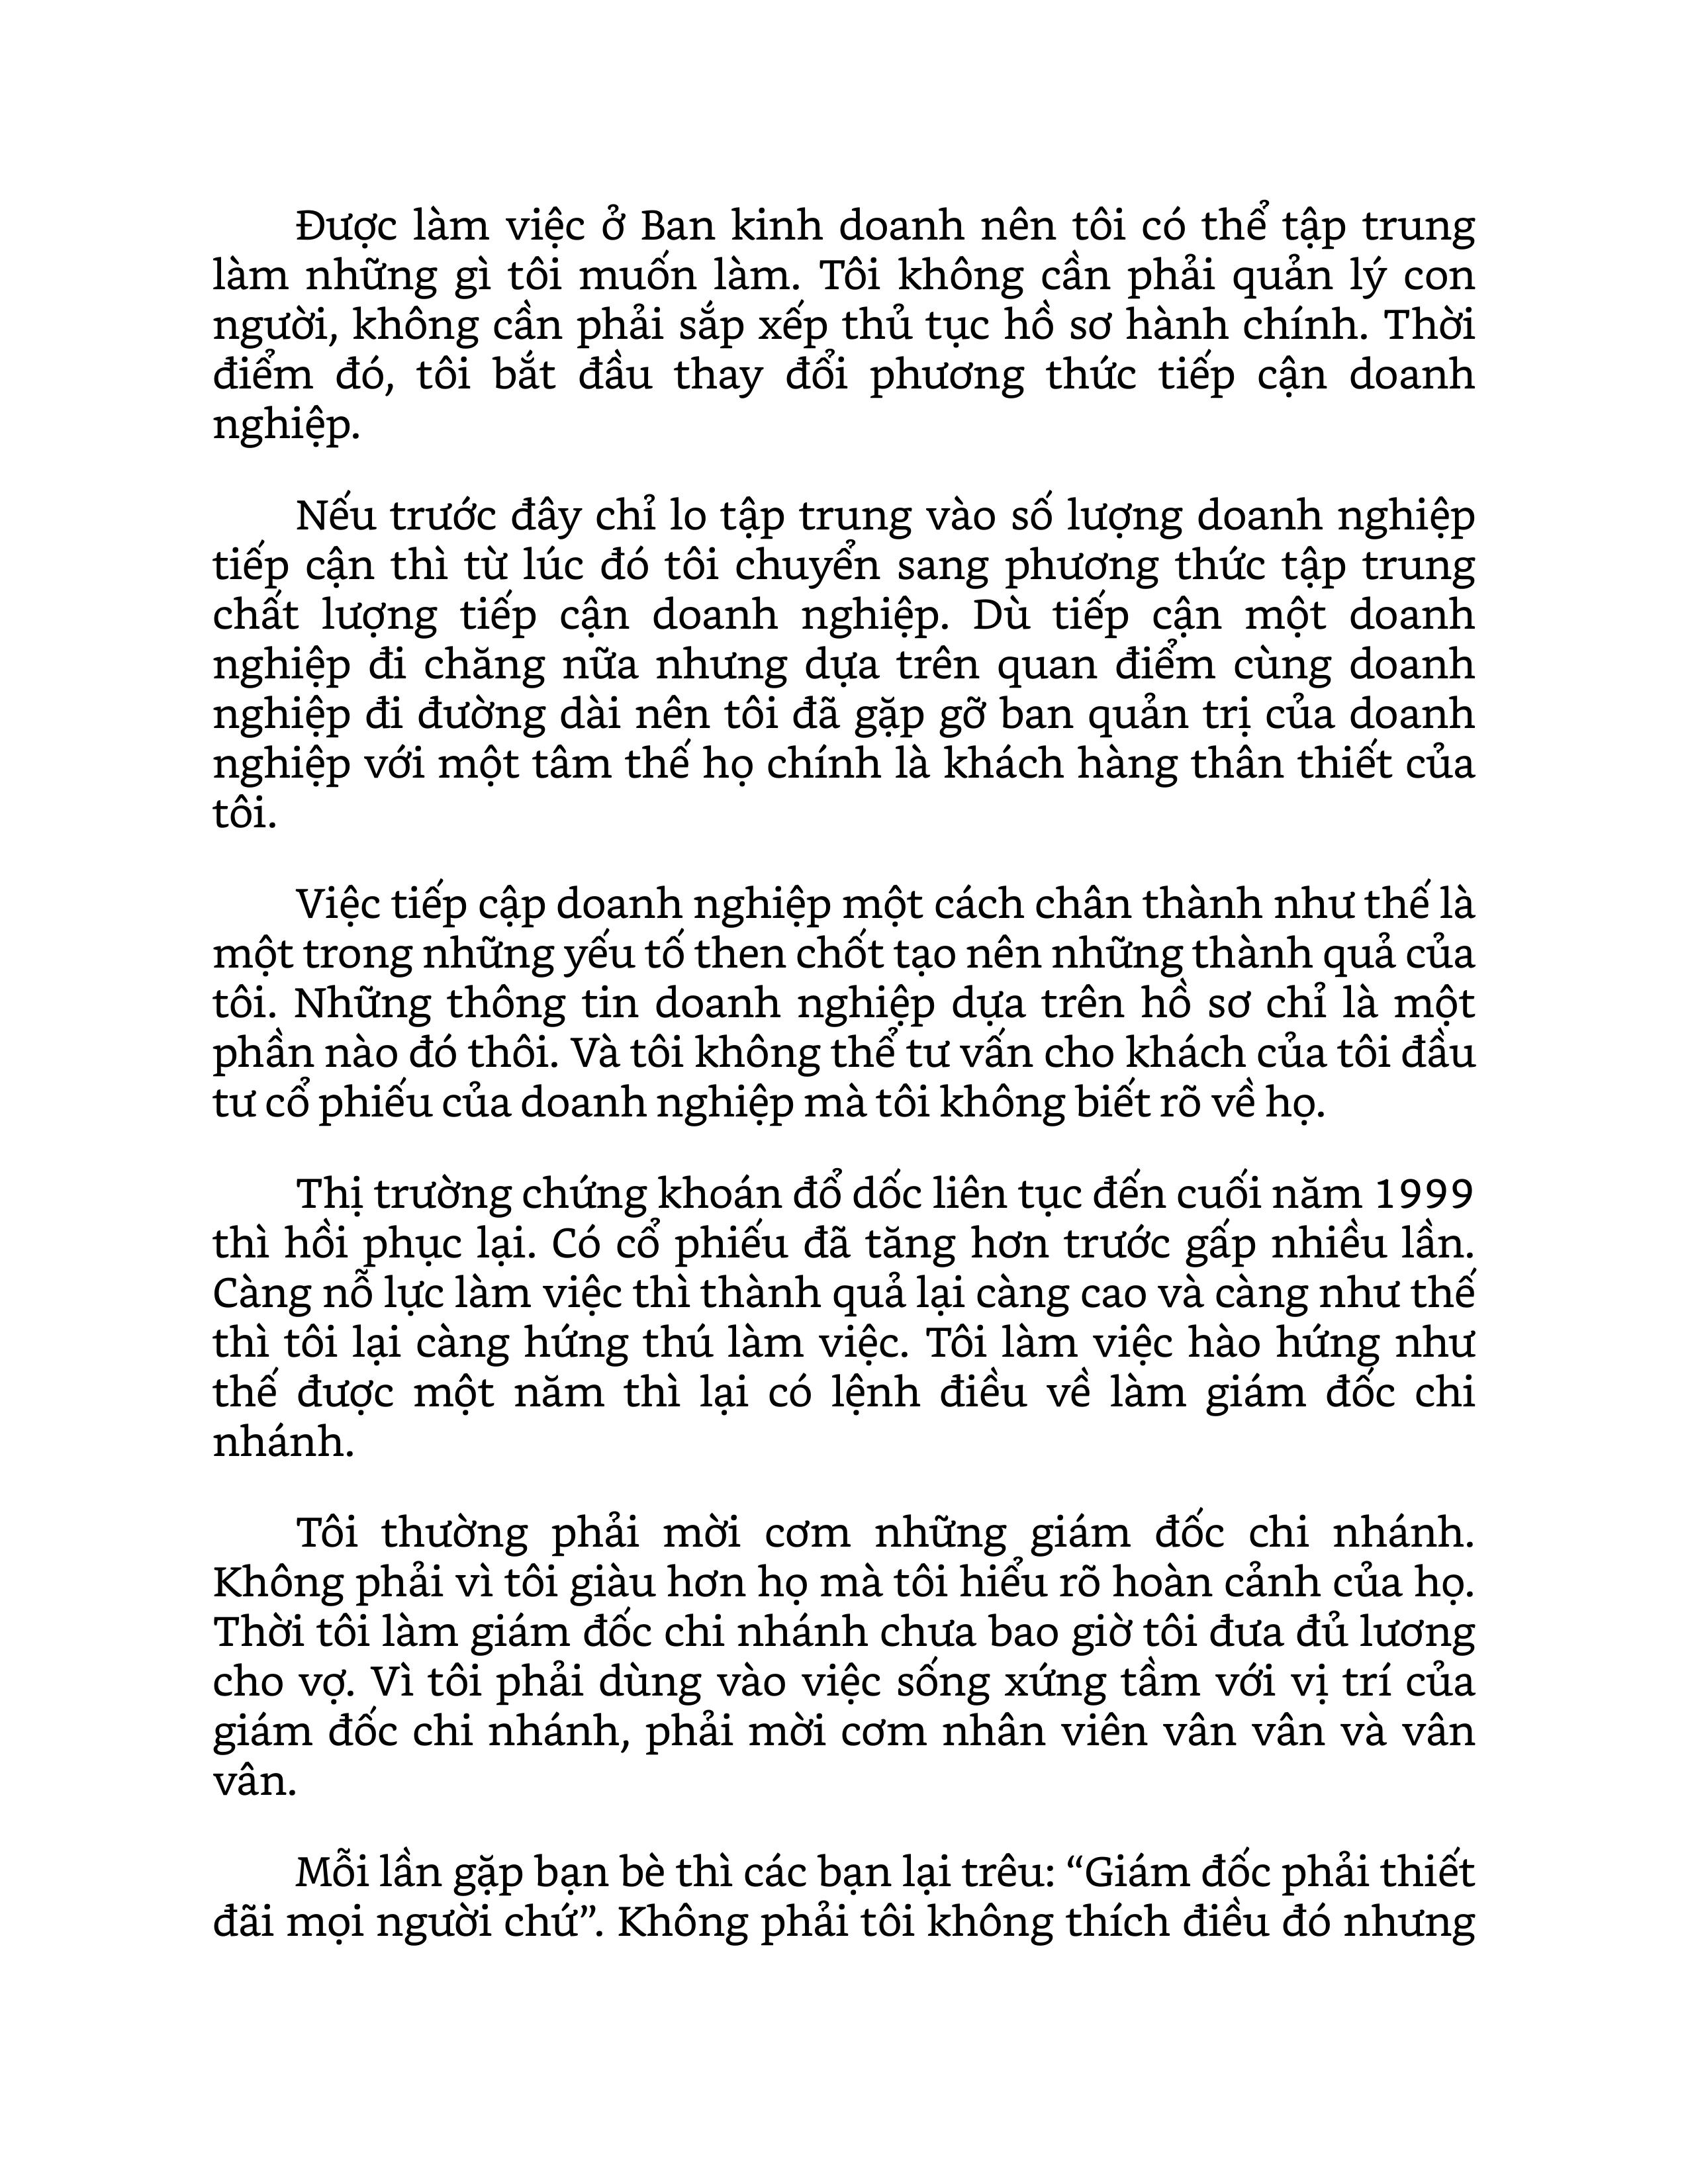 Được làm việc ở Ban kinh doanh nên tôi có thể tập trung
làm những gì tôi muốn làm. Tôi không cần phải quản lý con
người, không cần phải sắp xếp thủ tục hồ sơ hành chính. Thời
điểm đó, tôi bắt đầu thay đổi phương thức tiếp cận doanh
nghiệp.
Nếu trước đây chỉ lo tập trung vào số lượng doanh nghiệp
tiếp cận thì từ lúc đó tôi chuyển sang phương thức tập trung
chất lượng tiếp cận doanh nghiệp. Dù tiếp cận một doanh
nghiệp đi chăng nữa nhưng dựa trên quan điểm cùng doanh
nghiệp đi đường dài nên tôi đã gặp gỡ ban quản trị của doanh
nghiệp với một tâm thế họ chính là khách hàng thân thiết của
tôi.
Việc tiếp cập doanh nghiệp một cách chân thành như thế là
một trong những yếu tố then chốt tạo nên những thành quả của
tôi. Những thông tin doanh nghiệp dựa trên hồ sơ chỉ là một
phần nào đó thôi. Và tôi không thể tư vấn cho khách của tôi đầu
tư cổ phiếu của doanh nghiệp mà tôi không biết rõ về họ.
Thị trường chứng khoán đổ dốc liên tục đến cuối năm 1999
thì hồi phục lại. Có cổ phiếu đã tăng hơn trước gấp nhiều lần.
Càng nỗ lực làm việc thì thành quả lại càng cao và càng như thế
thì tôi lại càng hứng thú làm việc. Tôi làm việc hào hứng như
thế được một năm thì lại có lệnh điều về làm giám đốc chi
nhánh.
Tôi thường phải mời cơm những giám đốc chi nhánh.
Không phải vì tôi giàu hơn họ mà tôi hiểu rõ hoàn cảnh của họ.
Thời tôi làm giám đốc chi nhánh chưa bao giờ tôi đưa đủ lương
cho vợ. Vì tôi phải dùng vào việc sống xứng tầm với vị trí của
giám đốc chi nhánh, phải mời cơm nhân viên vân vân và vân
vân.
Mỗi lần gặp bạn bè thì các bạn lại trêu: “Giám đốc phải thiết
đãi mọi người chứ”. Không phải tôi không thích điều đó nhưng